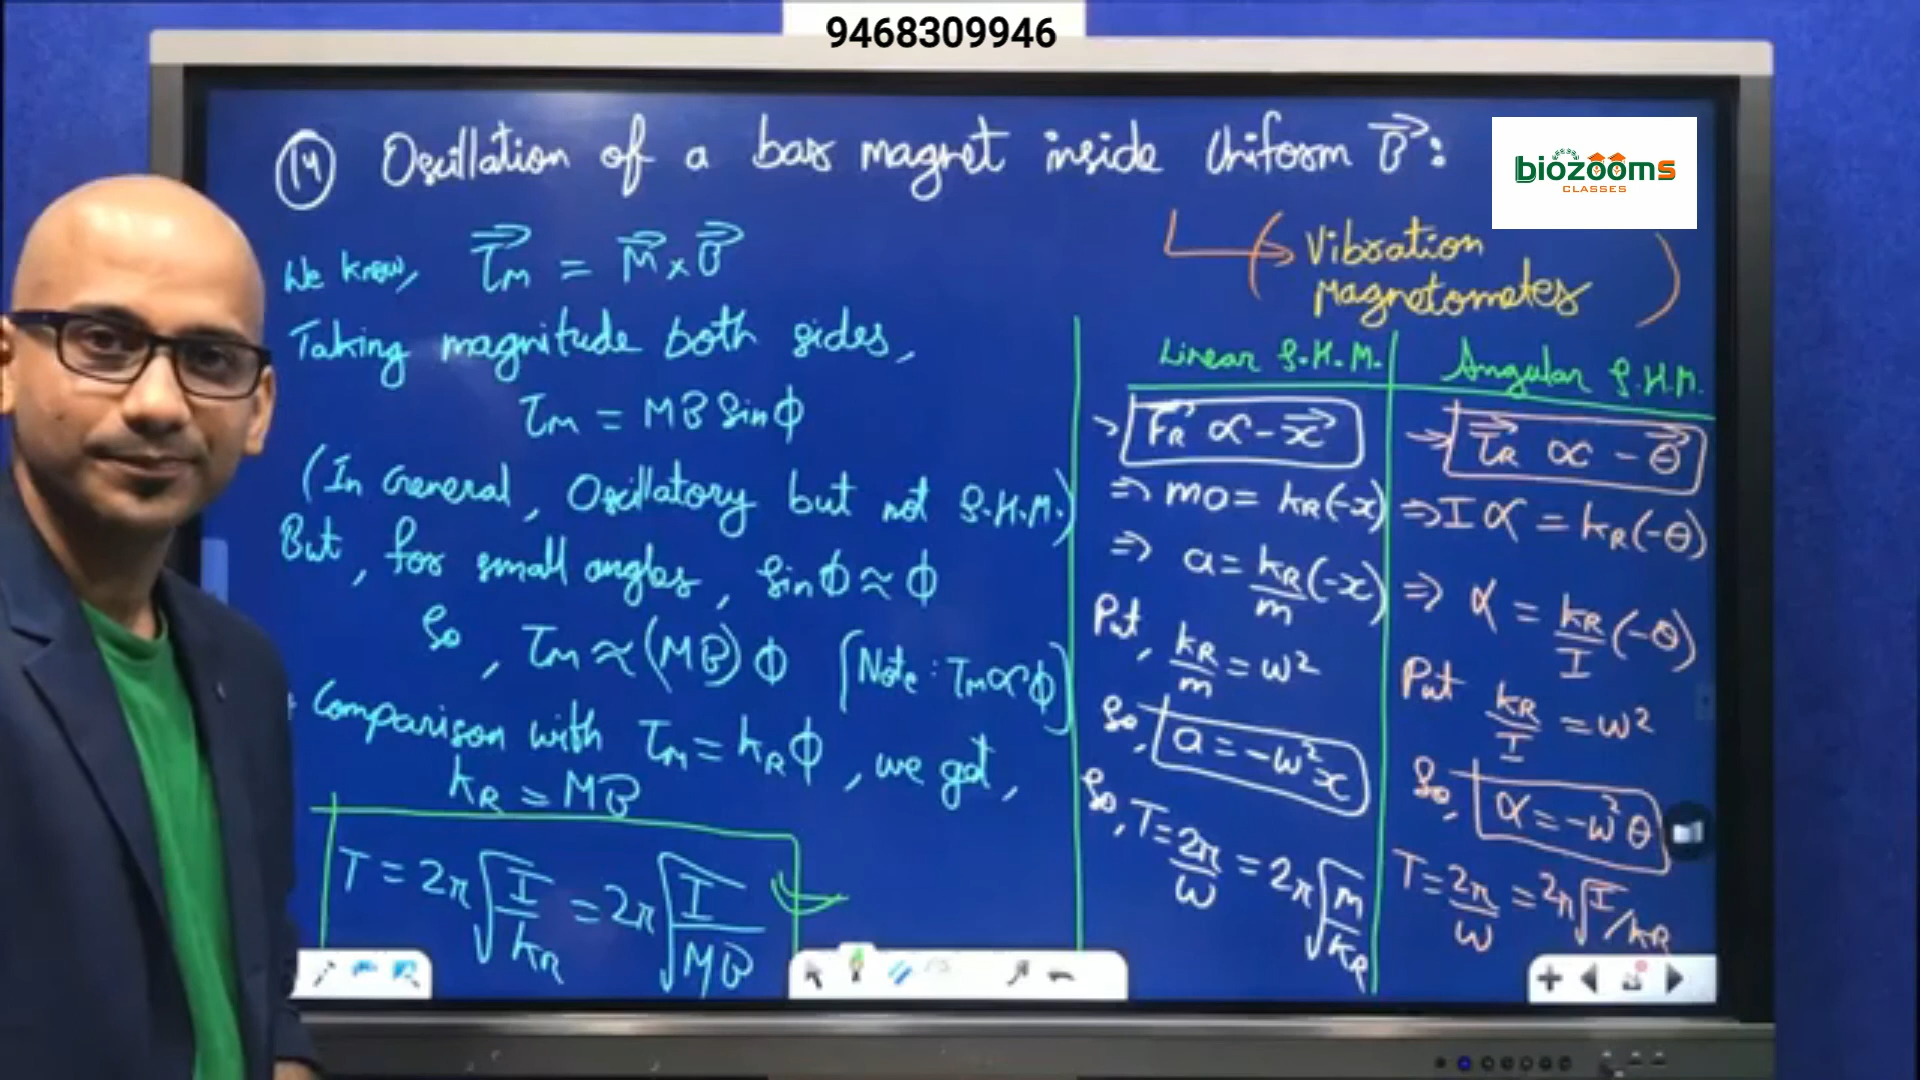 9468309946
(14) Oscillation of a bar magnet inside Uniform B⃗ :
biozooms
CLASSES
(Vibration
Magnetometer)
We know, τ⃗m = M⃗ × B⃗
Taking magnitude both sides,
τm = MB Sin ϕ
(In General, Oscillatory but not S.H.M.)
But, for small angles, Sin ϕ ≈ ϕ
So, τm ≈ (MB) ϕ [Note : τm ∝ ϕ]
Comparison with τm = kR ϕ, we get,
kR = MB
T = 2π√(I/kR) = 2π√(I/MB)
Linear S.H.M.
→ F⃗R ∝ - x⃗
⇒ ma = kR(-x)
⇒ a = kR/m (-x)
Put, kR/m = ω²
So, a = -ω²x
So, T = 2π/ω = 2π√(m/kR)
Angular S.H.M.
→ τ⃗R ∝ - θ⃗
⇒ I α = kR(-θ)
⇒ α = kR/I (-θ)
Put kR/I = ω²
So, α = -ω²θ
T = 2π/ω = 2π√(I/kR)